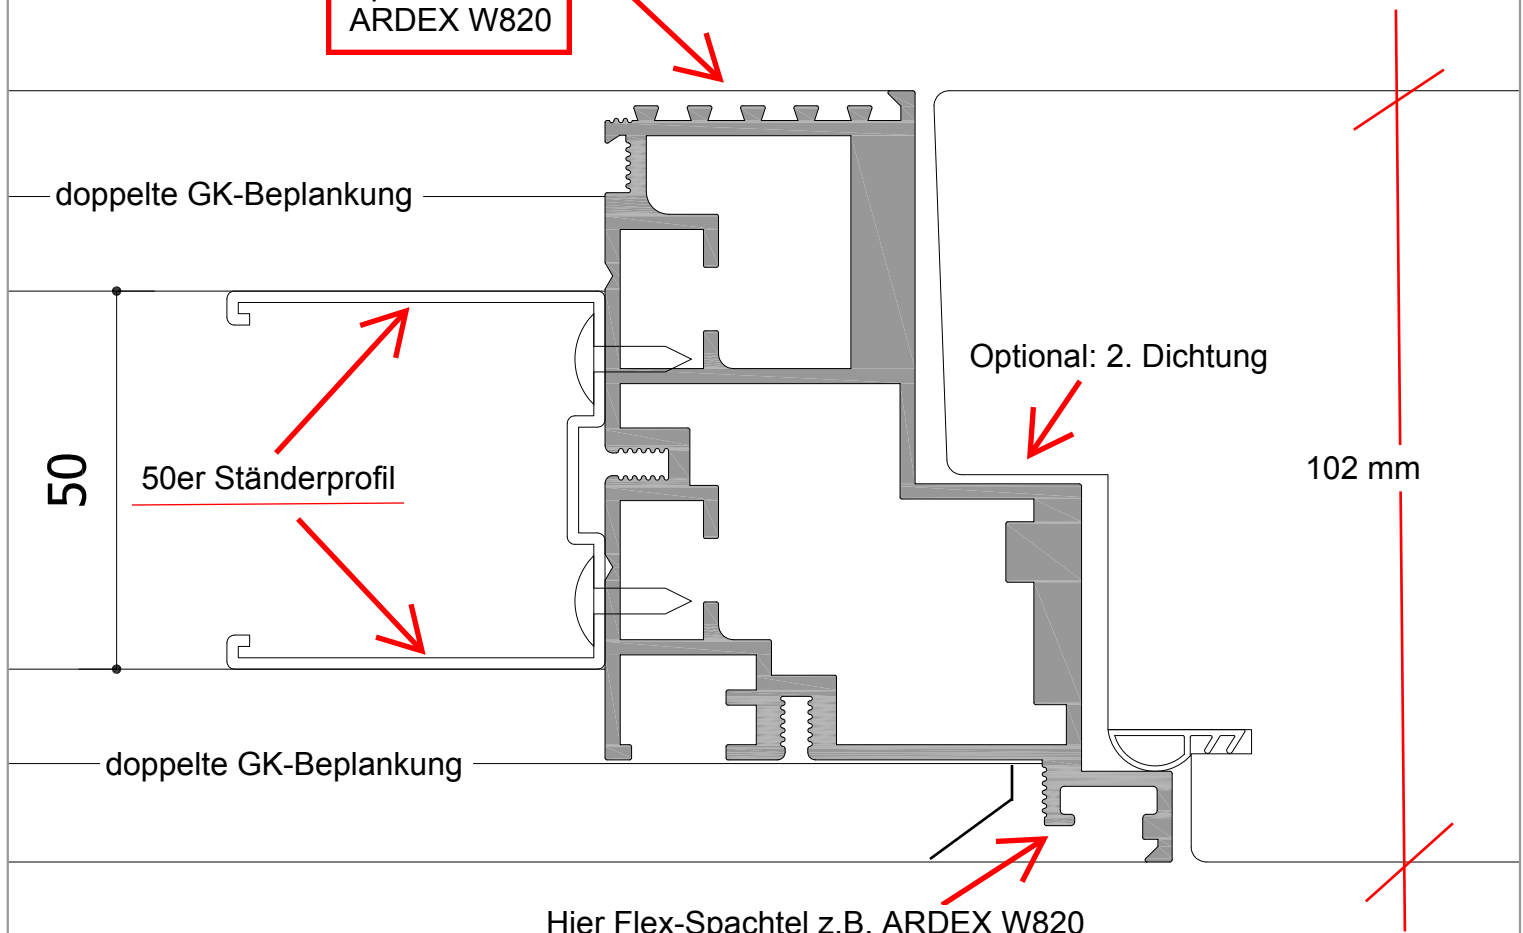 ARDEX W820
doppelte GK-Beplankung
Optional: 2. Dichtung
50
50er Ständerprofil
102 mm
doppelte GK-Beplankung
Hier Flex-Spachtel z.B. ARDEX W820